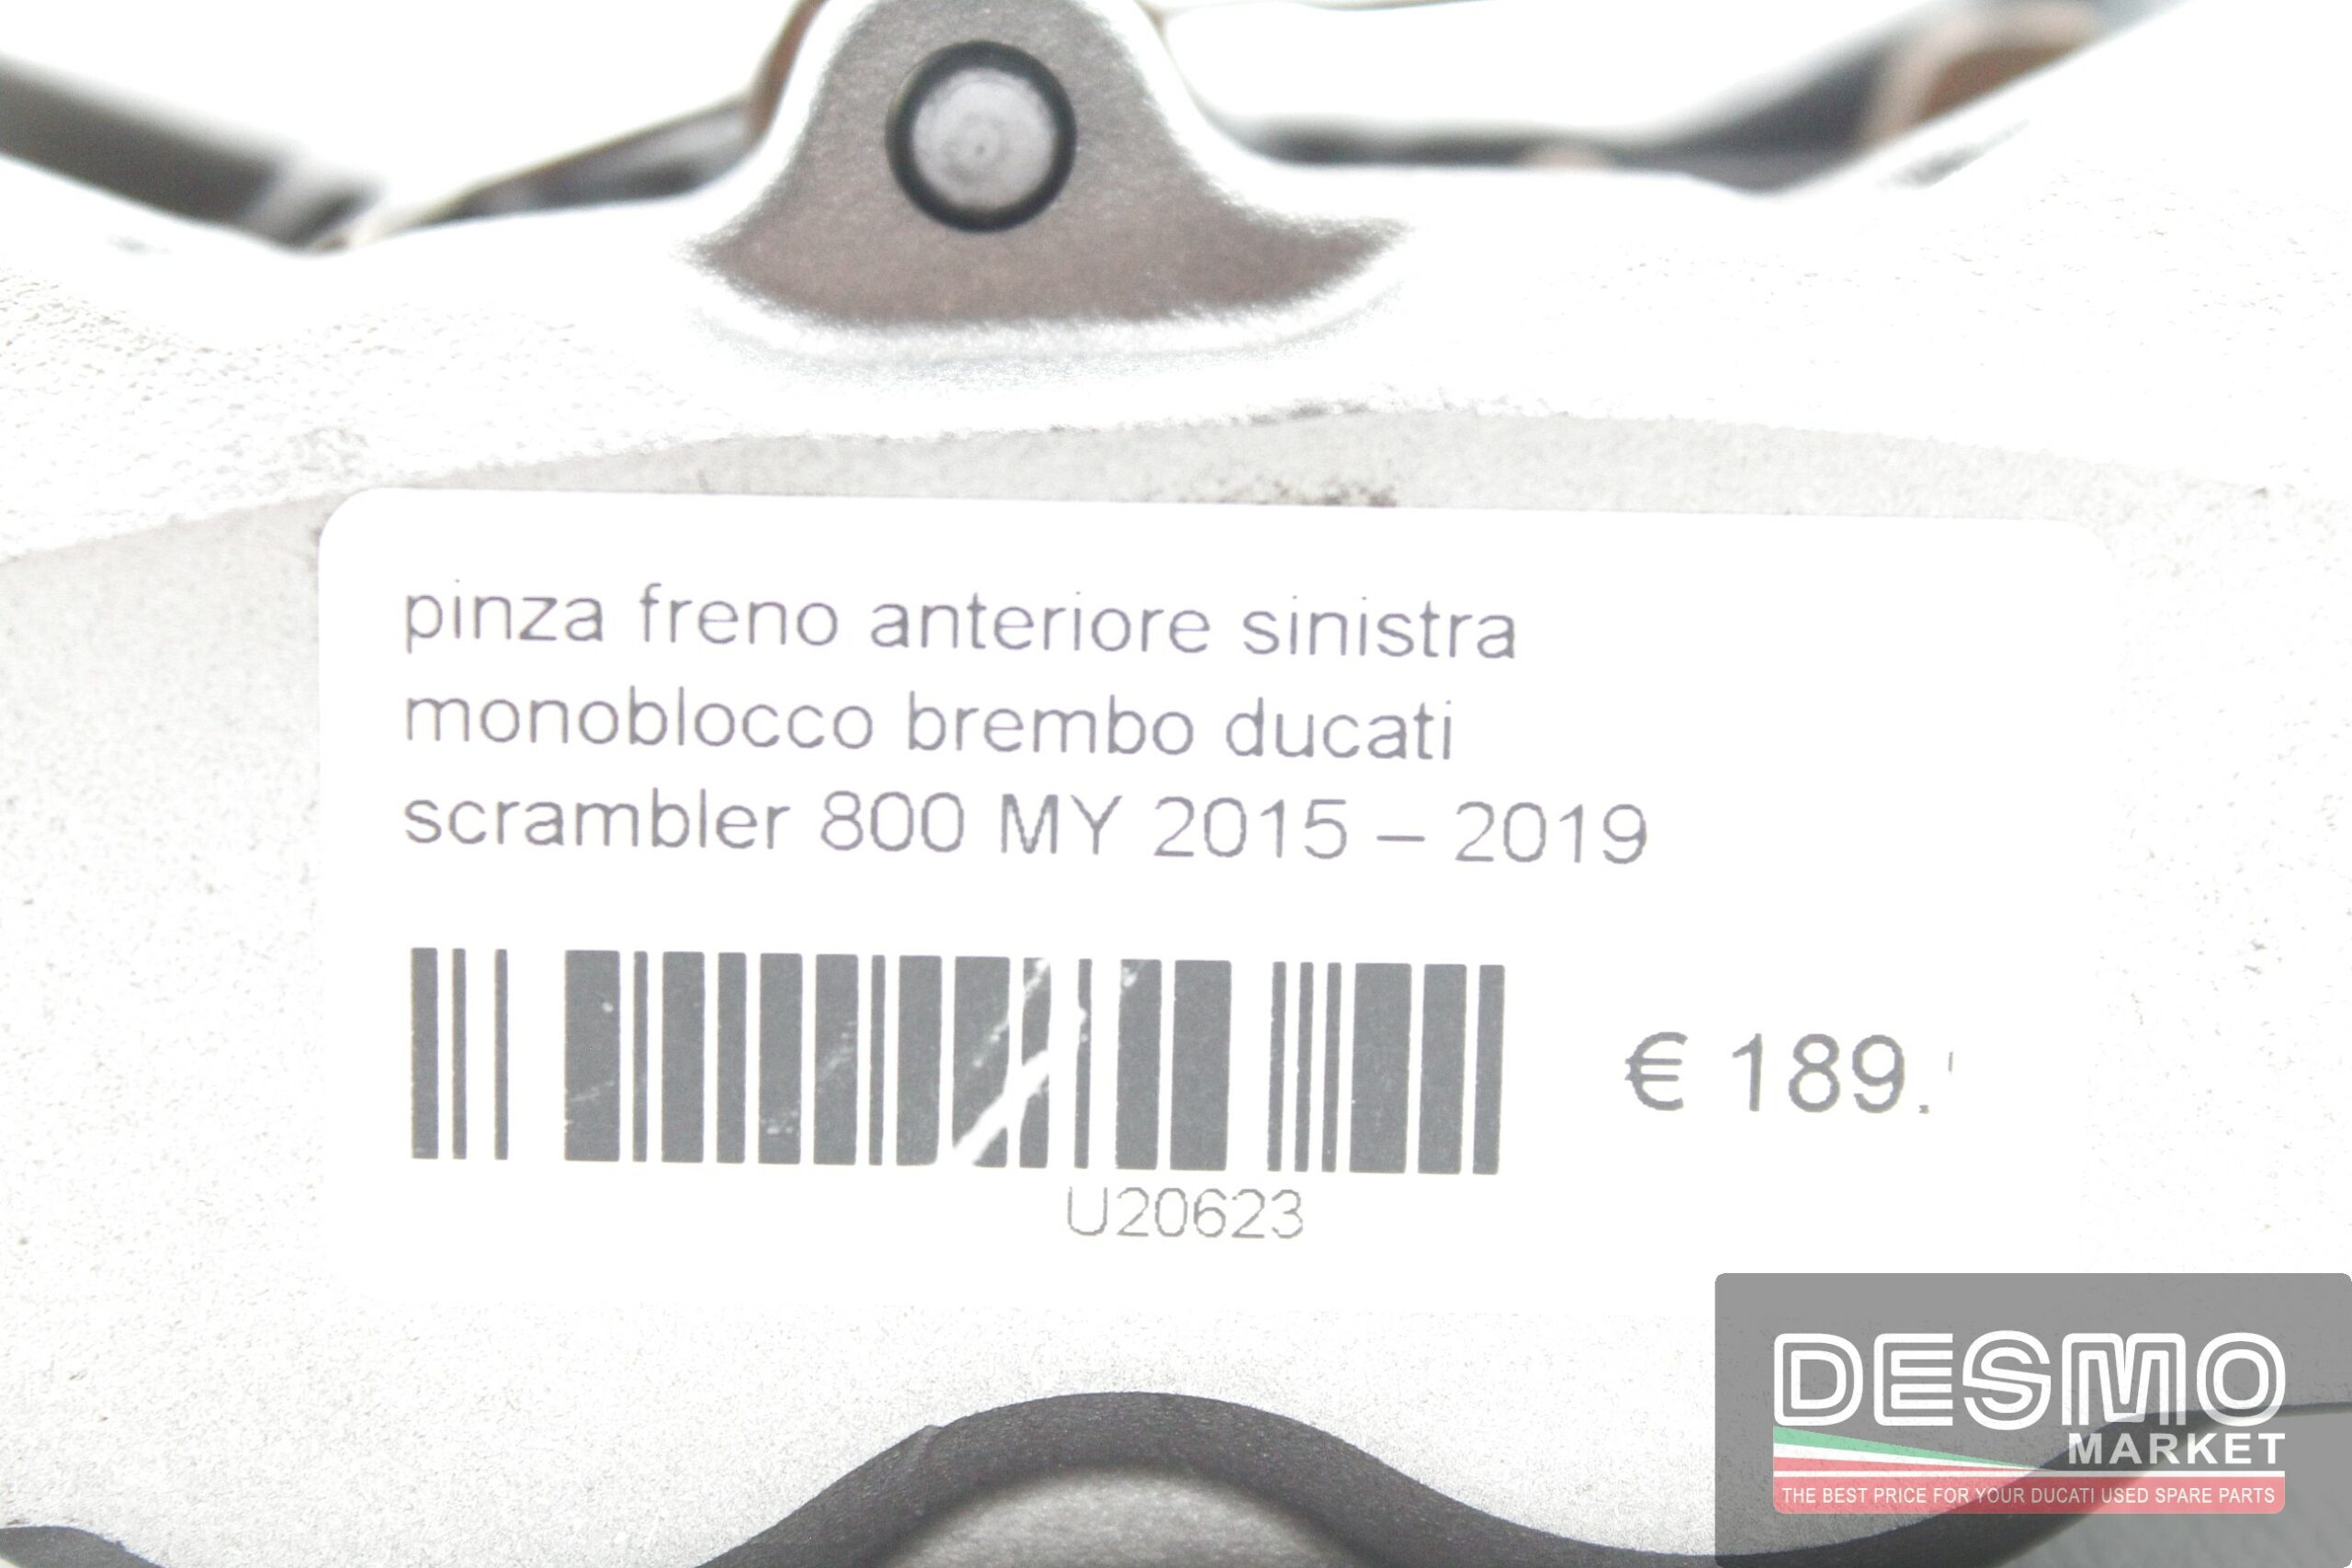 pinza freno anteriore sinistra
monoblocco brembo ducati
scrambler 800 MY 2015 – 2019
€ 189.
U20623
DESMO
MARKET
THE BEST PRICE FOR YOUR DUCATI USED SPARE PARTS